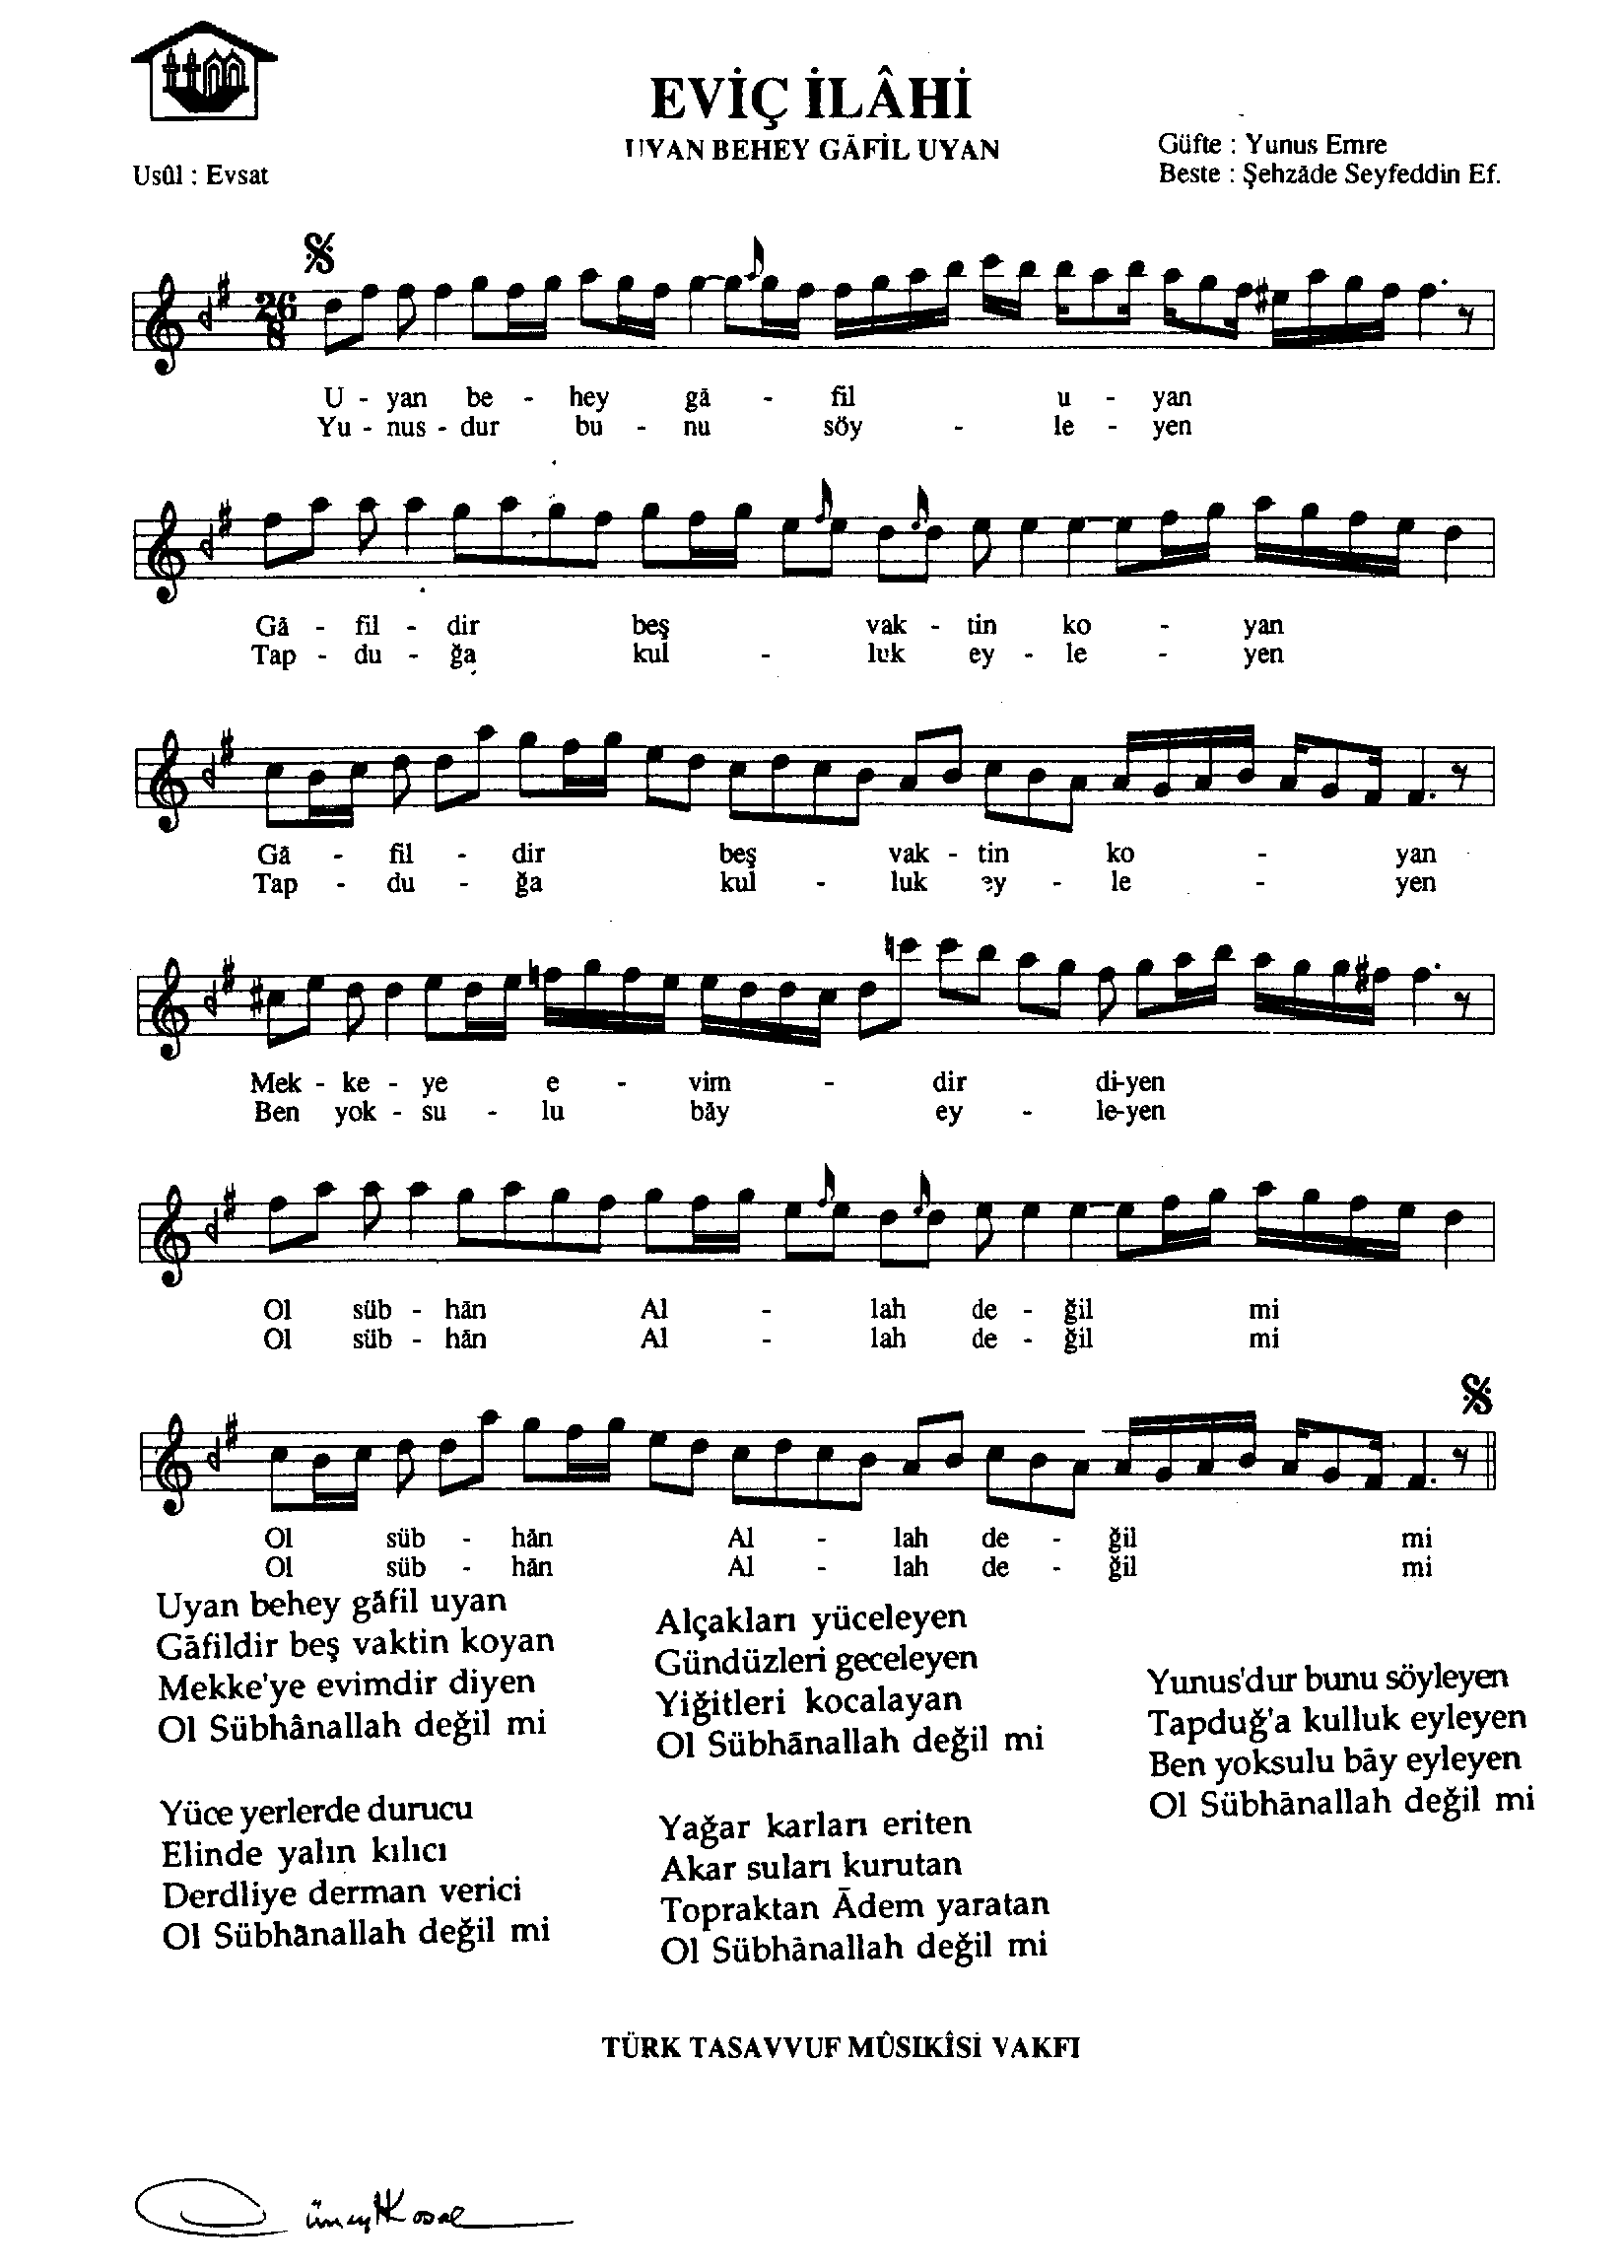 EVİÇ İLÂHİ
UYAN BEHEY GĀFİL UYAN
Usûl : Evsat
Güfte : Yunus Emre
Beste : Şehzāde Seyfeddin Ef.
26
8
U - yan be - hey gā - fil u - yan
Yu - nus - dur bu - nu söy - le - yen
Gā - fil - dir beş vak - tin ko - yan
Tap - du - ğa kul - luk ey - le - yen
Gā - fil - dir beş vak - tin ko - yan
Tap - du - ğa kul - luk ey - le - yen
Mek - ke - ye e - vim - dir di-yen
Ben yok - su - lu bāy ey - le-yen
Ol süb - hān Al - lah de - ğil mi
Ol süb - hān Al - lah de - ğil mi
Ol süb - hān Al - lah de - ğil mi
Ol süb - hān Al - lah de - ğil mi
Uyan behey gāfil uyan
Gāfildir beş vaktin koyan
Mekke'ye evimdir diyen
Ol Sübhânallah değil mi
Yüce yerlerde durucu
Elinde yalın kılıcı
Derdliye derman verici
Ol Sübhānallah değil mi
Alçakları yüceleyen
Gündüzleri geceleyen
Yiğitleri kocalayan
Ol Sübhānallah değil mi
Yağar karları eriten
Akar suları kurutan
Topraktan Ādem yaratan
Ol Sübhānallah değil mi
Yunus'dur bunu söyleyen
Tapduğ'a kulluk eyleyen
Ben yoksulu bāy eyleyen
Ol Sübhānallah değil mi
TÜRK TASAVVUF MÛSIKÎSİ VAKFI